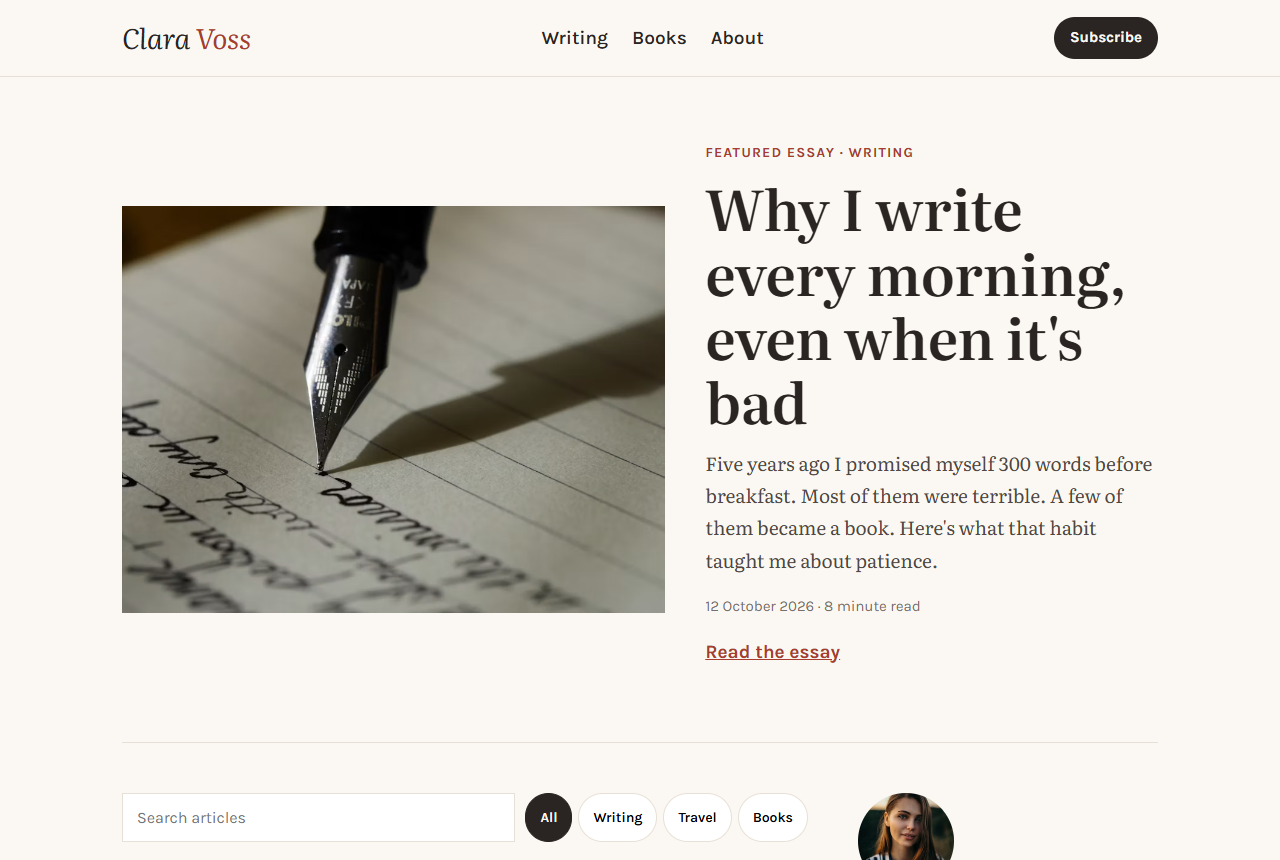 Clara Voss
Writing Books About
Subscribe
FEATURED ESSAY · WRITING
Why I write
every morning,
even when it's
bad
Five years ago I promised myself 300 words before
breakfast. Most of them were terrible. A few of
them became a book. Here's what that habit
taught me about patience.
12 October 2026 · 8 minute read
Read the essay
Search articles
All Writing Travel Books